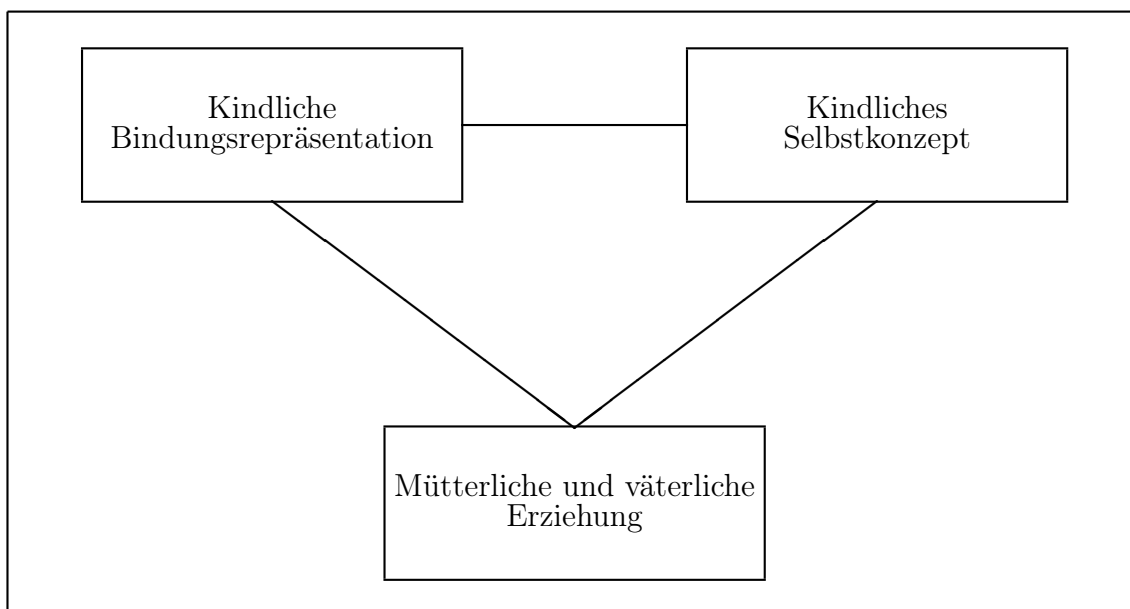 Kindliche
Bindungsrepräsentation
Kindliches
Selbstkonzept
Mütterliche und väterliche
Erziehung